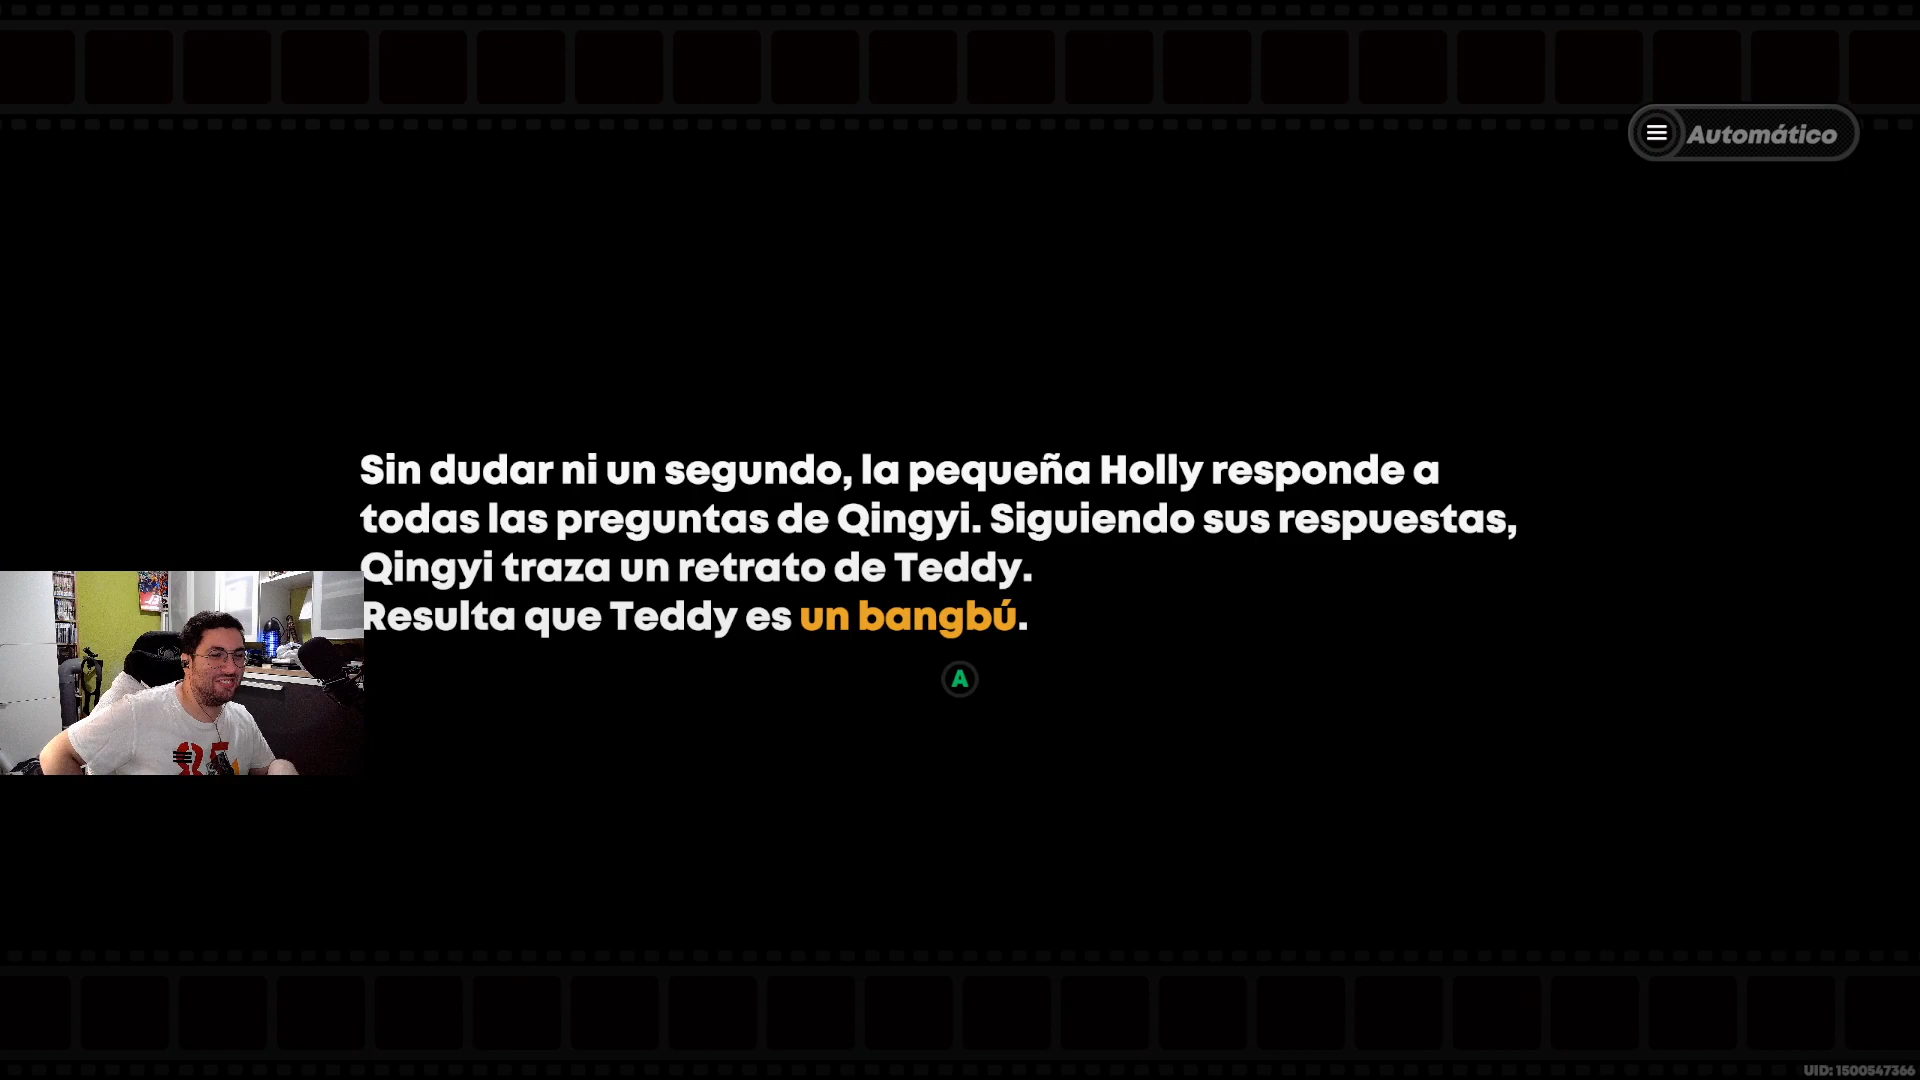 Automático
Sin dudar ni un segundo, la pequeña Holly responde a
todas las preguntas de Qingyi. Siguiendo sus respuestas,
Qingyi traza un retrato de Teddy.
Resulta que Teddy es un bangbú.
A
UID: 1500547366